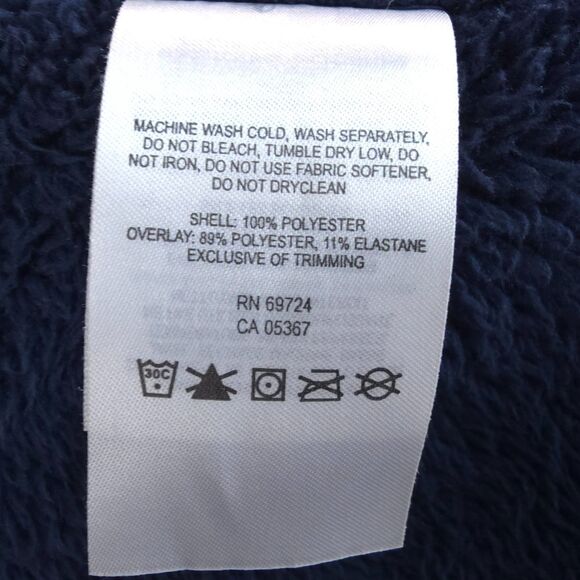 MACHINE WASH COLD, WASH SEPARATELY,
DO NOT BLEACH, TUMBLE DRY LOW, DO
NOT IRON, DO NOT USE FABRIC SOFTENER,
DO NOT DRYCLEAN
SHELL: 100% POLYESTER
OVERLAY: 89% POLYESTER, 11% ELASTANE
EXCLUSIVE OF TRIMMING
RN 69724
CA 05367
30C